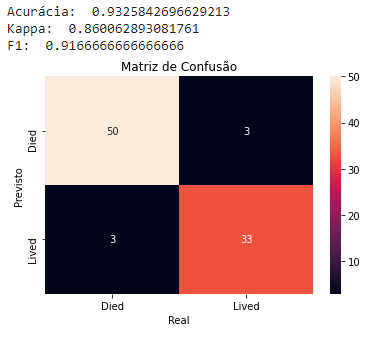 Acurácia:  0.9325842696629213
Kappa:  0.860062893081761
F1:  0.9166666666666666
Matriz de Confusão
Previsto
Died
Lived
50
3
3
33
Died
Lived
Real
50
40
30
20
10